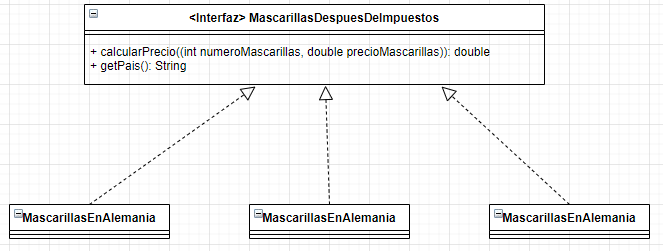 <Interfaz> MascarillasDespuesDeImpuestos
+ calcularPrecio((int numeroMascarillas, double precioMascarillas)): double
+ getPais(): String
MascarillasEnAlemania
MascarillasEnAlemania
MascarillasEnAlemania